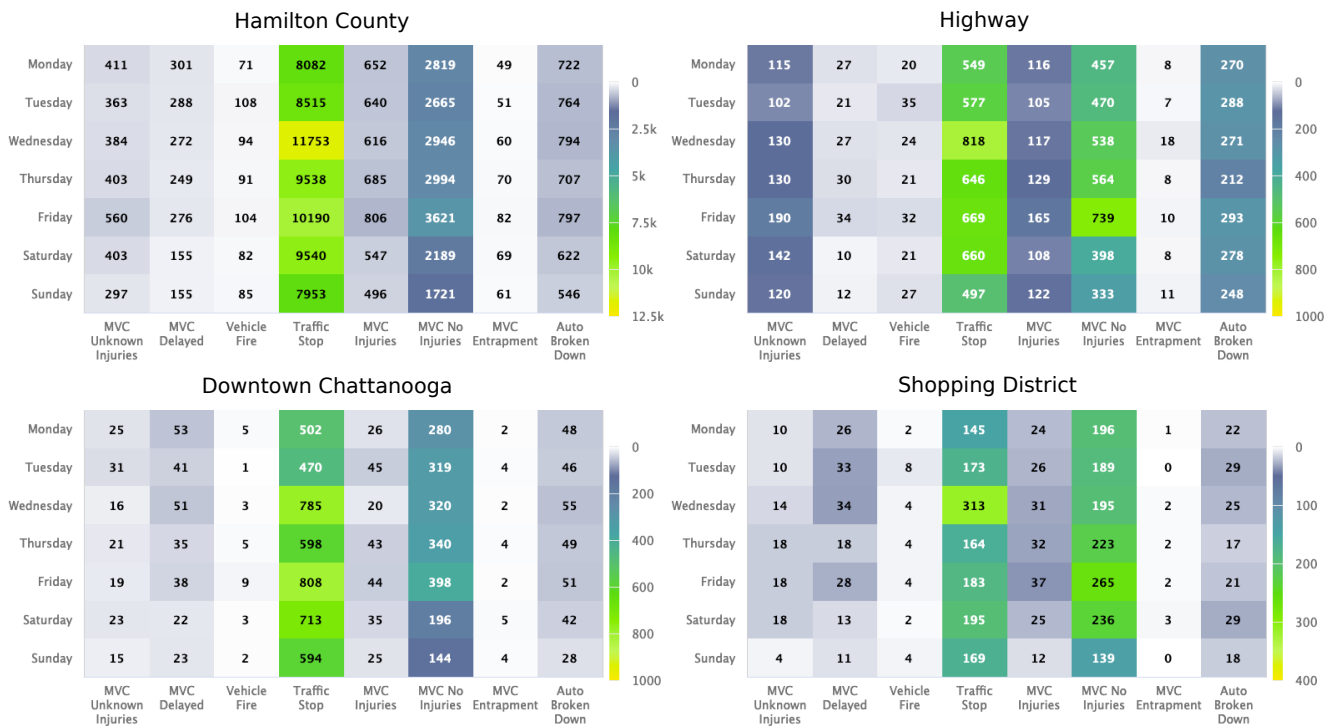 Hamilton County
Monday 411 301 71 8082 652 2819 49 722
Tuesday 363 288 108 8515 640 2665 51 764
Wednesday 384 272 94 11753 616 2946 60 794
Thursday 403 249 91 9538 685 2994 70 707
Friday 560 276 104 10190 806 3621 82 797
Saturday 403 155 82 9540 547 2189 69 622
Sunday 297 155 85 7953 496 1721 61 546
0
2.5k
5k
7.5k
10k
12.5k
MVC MVC Vehicle Traffic MVC MVC No MVC Auto
Unknown Delayed Fire Stop Injuries Injuries Entrapment Broken
Injuries Down
Highway
Monday 115 27 20 549 116 457 8 270
Tuesday 102 21 35 577 105 470 7 288
Wednesday 130 27 24 818 117 538 18 271
Thursday 130 30 21 646 129 564 8 212
Friday 190 34 32 669 165 739 10 293
Saturday 142 10 21 660 108 398 8 278
Sunday 120 12 27 497 122 333 11 248
0
200
400
600
800
1000
MVC MVC Vehicle Traffic MVC MVC No MVC Auto
Unknown Delayed Fire Stop Injuries Injuries Entrapment Broken
Injuries Down
Downtown Chattanooga
Monday 25 53 5 502 26 280 2 48
Tuesday 31 41 1 470 45 319 4 46
Wednesday 16 51 3 785 20 320 2 55
Thursday 21 35 5 598 43 340 4 49
Friday 19 38 9 808 44 398 2 51
Saturday 23 22 3 713 35 196 5 42
Sunday 15 23 2 594 25 144 4 28
0
200
400
600
800
1000
MVC MVC Vehicle Traffic MVC MVC No MVC Auto
Unknown Delayed Fire Stop Injuries Injuries Entrapment Broken
Injuries Down
Shopping District
Monday 10 26 2 145 24 196 1 22
Tuesday 10 33 8 173 26 189 0 29
Wednesday 14 34 4 313 31 195 2 25
Thursday 18 18 4 164 32 223 2 17
Friday 18 28 4 183 37 265 2 21
Saturday 18 13 2 195 25 236 3 29
Sunday 4 11 4 169 12 139 0 18
0
100
200
300
400
MVC MVC Vehicle Traffic MVC MVC No MVC Auto
Unknown Delayed Fire Stop Injuries Injuries Entrapment Broken
Injuries Down